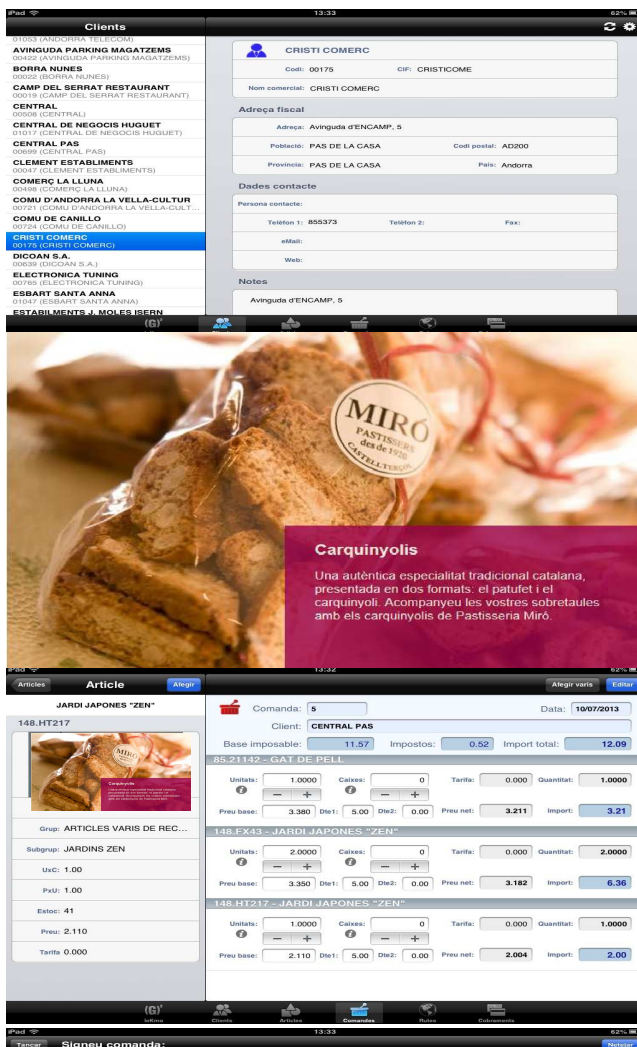 iPad 13:33 62%
Clients
01053 (ANDORRA TELECOM)
AVINGUDA PARKING MAGATZEMS
00422 (AVINGUDA PARKING MAGATZEMS)
BORRA NUNES
00022 (BORRA NUNES)
CAMP DEL SERRAT RESTAURANT
00019 (CAMP DEL SERRAT RESTAURANT)
CENTRAL
00508 (CENTRAL)
CENTRAL DE NEGOCIS HUGUET
01017 (CENTRAL DE NEGOCIS HUGUET)
CENTRAL PAS
00699 (CENTRAL PAS)
CLEMENT ESTABLIMENTS
00047 (CLEMENT ESTABLIMENTS)
COMERÇ LA LLUNA
00498 (COMERÇ LA LLUNA)
COMU D'ANDORRA LA VELLA-CULTUR
00721 (COMU D'ANDORRA LA VELLA-CULT...
COMU DE CANILLO
00724 (COMU DE CANILLO)
CRISTI COMERC
00175 (CRISTI COMERC)
DICOAN S.A.
00639 (DICOAN S.A.)
ELECTRONICA TUNING
00765 (ELECTRONICA TUNING)
ESBART SANTA ANNA
01047 (ESBART SANTA ANNA)
ESTABILMENTS J. MOLES ISERN
CRISTI COMERC
Codi: 00175 CIF: CRISTICOME
Nom comercial: CRISTI COMERC
Adreça fiscal
Adreça: Avinguda d'ENCAMP, 5
Població: PAS DE LA CASA Codi postal: AD200
Provincia: PAS DE LA CASA Pais: Andorra
Dades contacte
Persona contacte:
Telèfon 1: 855373 Telèfon 2: Fax:
eMail:
Web:
Notes
Avinguda d'ENCAMP, 5
(G)
MIRÓ
PASTISSERS
des de 1920
CASTELLTERÇOL
Carquinyolis
Una autèntica especialitat tradicional catalana,
presentada en dos formats: el patufet i el
carquinyoli. Acompanyeu les vostres sobretaules
amb els carquinyolis de Pastisseria Miró.
iPad 13:32 62%
Articles Article Afegir Afegir varis Editar
JARDI JAPONES "ZEN"
148.HT217
MIRÓ
Carquinyolis
Grup: ARTICLES VARIS DE REC...
Subgrup: JARDINS ZEN
UxC: 1.00
PxU: 1.00
Estoc: 41
Preu: 2.110
Tarifa 0.000
Comanda: 5 Data: 10/07/2013
Client: CENTRAL PAS
Base imposable: 11.57 Impostos: 0.52 Import total: 12.09
85.21142 - GAT DE PELL
Unitats: 1.0000 Caixes: 0 Tarifa: 0.000 Quantitat: 1.0000
− + − +
Preu base: 3.380 Dte1: 5.00 Dte2: 0.00 Preu net: 3.211 Import: 3.21
148.FX43 - JARDI JAPONES "ZEN"
Unitats: 2.0000 Caixes: 0 Tarifa: 0.000 Quantitat: 2.0000
− + − +
Preu base: 3.350 Dte1: 5.00 Dte2: 0.00 Preu net: 3.182 Import: 6.36
148.HT217 - JARDI JAPONES "ZEN"
Unitats: 1.0000 Caixes: 0 Tarifa: 0.000 Quantitat: 1.0000
− + − +
Preu base: 2.110 Dte1: 5.00 Dte2: 0.00 Preu net: 2.004 Import: 2.00
(G)
Clients Articles Comandes Rutes Cobraments
iPad 13:33 62%
Tancar Signeu comanda: Netejar